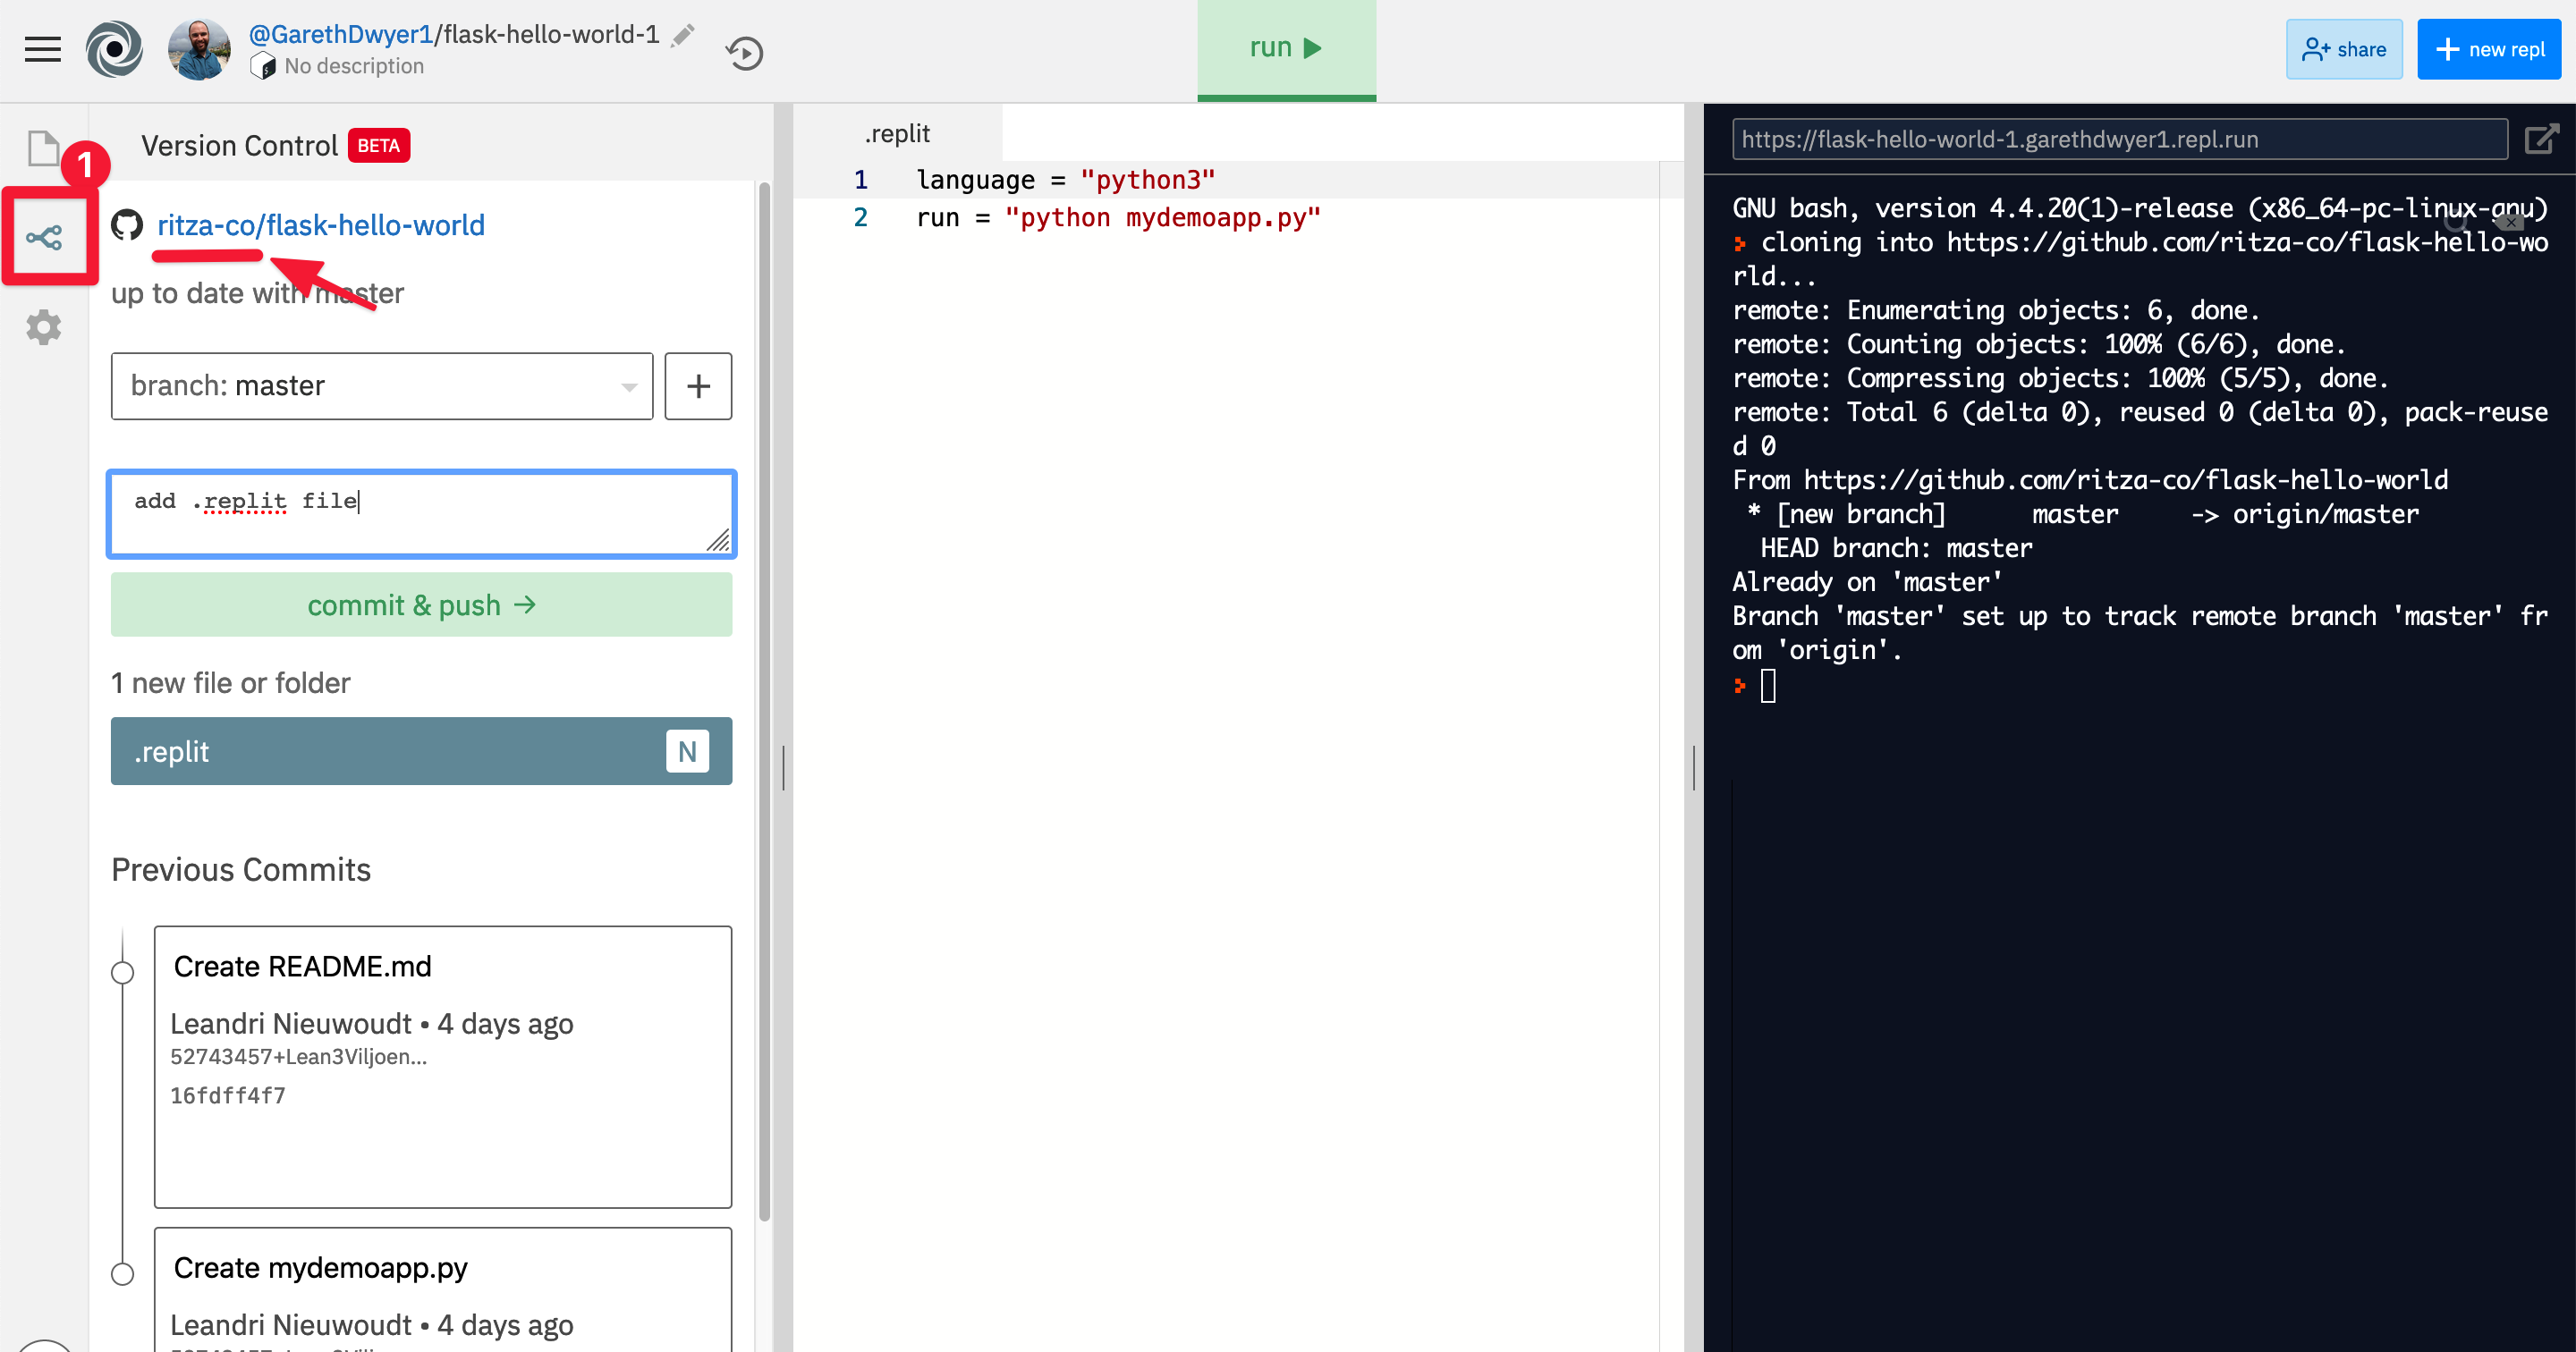 @GarethDwyer1/flask-hello-world-1
No description
run
share
new repl
1
Version Control BETA
ritza-co/flask-hello-world
up to date with master
branch: master
+
add .replit file
commit & push →
1 new file or folder
.replit N
Previous Commits
Create README.md
Leandri Nieuwoudt • 4 days ago
52743457+Lean3Viljoen...
16fdff4f7
Create mydemoapp.py
Leandri Nieuwoudt • 4 days ago
.replit
1 language = "python3"
2 run = "python mydemoapp.py"
https://flask-hello-world-1.garethdwyer1.repl.run
GNU bash, version 4.4.20(1)-release (x86_64-pc-linux-gnu)
cloning into https://github.com/ritza-co/flask-hello-wo
rld...
remote: Enumerating objects: 6, done.
remote: Counting objects: 100% (6/6), done.
remote: Compressing objects: 100% (5/5), done.
remote: Total 6 (delta 0), reused 0 (delta 0), pack-reuse
d 0
From https://github.com/ritza-co/flask-hello-world
* [new branch] master -> origin/master
HEAD branch: master
Already on 'master'
Branch 'master' set up to track remote branch 'master' fr
om 'origin'.